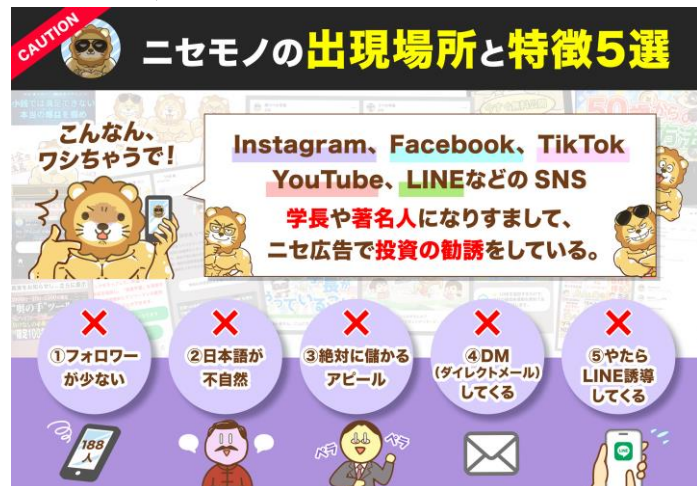 CAUTION
ニセモノの出現場所と特徴5選
こんなん、
ワシちゃうで!
Instagram、Facebook、TikTok
YouTube、LINEなどの SNS
学長や著名人になりすまして、
ニセ広告で投資の勧誘をしている。
①フォロワー
が少ない
②日本語が
不自然
③絶対に儲かる
アピール
④DM
(ダイレクトメール)
してくる
⑤やたら
LINE誘導
してくる
188
人
ペラ
ペラ
LINE